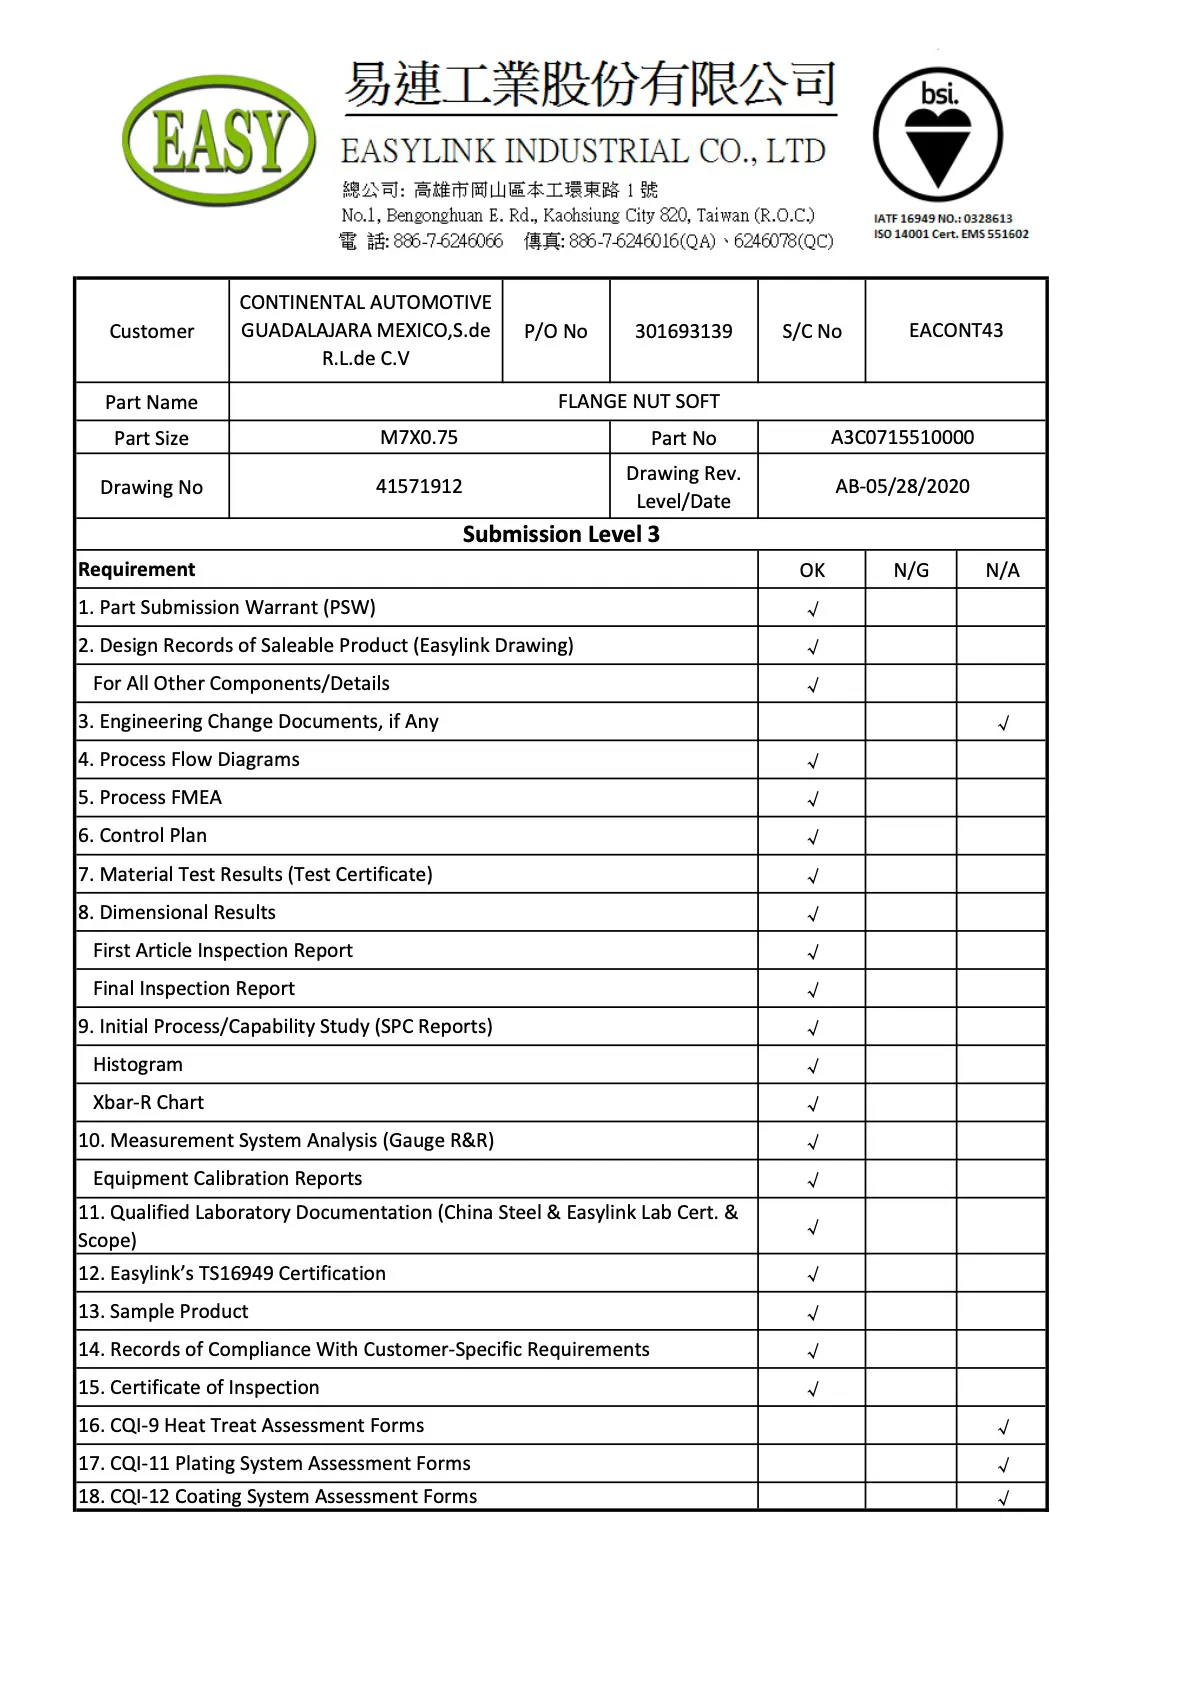 易連工業股份有限公司
EASY
bsi.
EASYLINK INDUSTRIAL CO., LTD
總公司: 高雄市岡山區本工環東路 1 號
No.1, Bengonghuan E. Rd., Kaohsiung City 820, Taiwan (R.O.C.)
電 話: 886-7-6246066 傳真: 886-7-6246016(QA)、6246078(QC)
IATF 16949 NO.: 0328613
ISO 14001 Cert. EMS 551602
Customer
CONTINENTAL AUTOMOTIVE
GUADALAJARA MEXICO,S.de
R.L.de C.V
P/O No
301693139
S/C No
EACONT43
Part Name
FLANGE NUT SOFT
Part Size
M7X0.75
Part No
A3C0715510000
Drawing No
41571912
Drawing Rev.
Level/Date
AB-05/28/2020
Submission Level 3
Requirement OK N/G N/A
1. Part Submission Warrant (PSW) √
2. Design Records of Saleable Product (Easylink Drawing) √
For All Other Components/Details √
3. Engineering Change Documents, if Any √
4. Process Flow Diagrams √
5. Process FMEA √
6. Control Plan √
7. Material Test Results (Test Certificate) √
8. Dimensional Results √
First Article Inspection Report √
Final Inspection Report √
9. Initial Process/Capability Study (SPC Reports) √
Histogram √
Xbar-R Chart √
10. Measurement System Analysis (Gauge R&R) √
Equipment Calibration Reports √
11. Qualified Laboratory Documentation (China Steel & Easylink Lab Cert. &
Scope) √
12. Easylink’s TS16949 Certification √
13. Sample Product √
14. Records of Compliance With Customer-Specific Requirements √
15. Certificate of Inspection √
16. CQI-9 Heat Treat Assessment Forms √
17. CQI-11 Plating System Assessment Forms √
18. CQI-12 Coating System Assessment Forms √